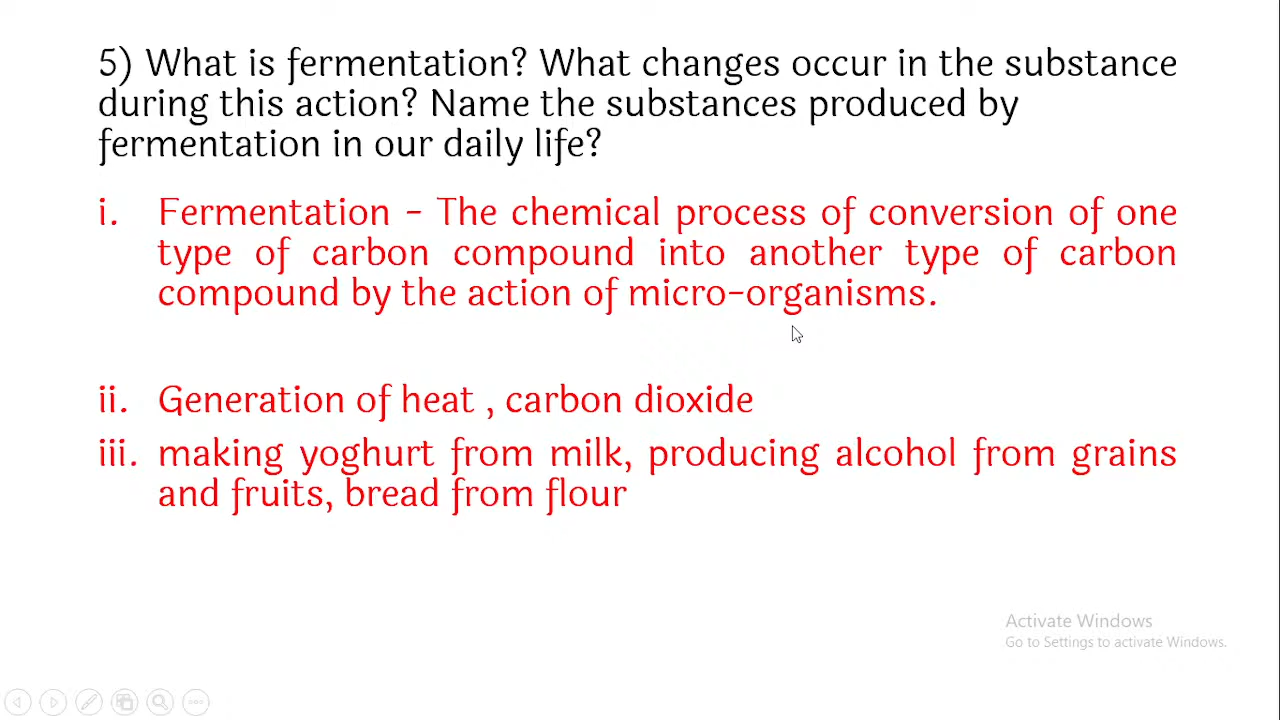 5) What is fermentation? What changes occur in the substance
during this action? Name the substances produced by
fermentation in our daily life?
i. Fermentation - The chemical process of conversion of one
type of carbon compound into another type of carbon
compound by the action of micro-organisms.
ii. Generation of heat , carbon dioxide
iii. making yoghurt from milk, producing alcohol from grains
and fruits, bread from flour
Activate Windows
Go to Settings to activate Windows.